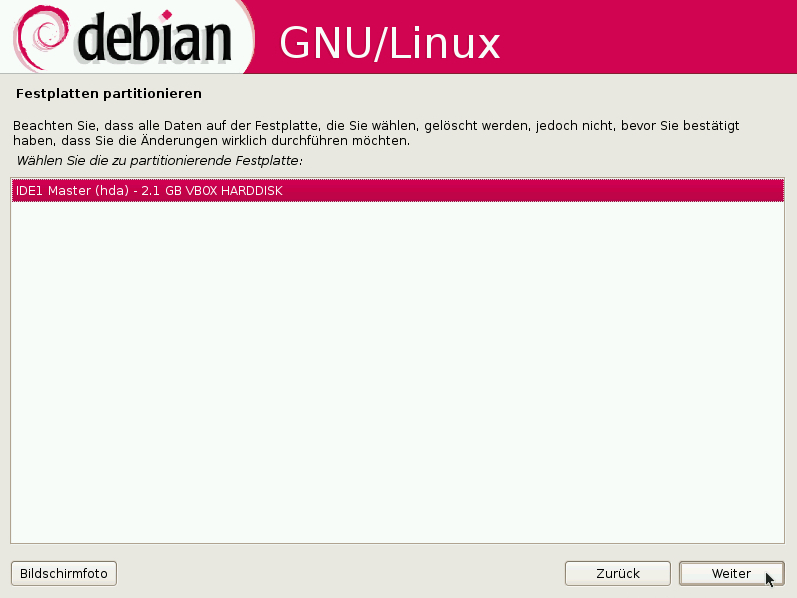 debian GNU/Linux
Festplatten partitionieren
Beachten Sie, dass alle Daten auf der Festplatte, die Sie wählen, gelöscht werden, jedoch nicht, bevor Sie bestätigt
haben, dass Sie die Änderungen wirklich durchführen möchten.
Wählen Sie die zu partitionierende Festplatte:
IDE1 Master (hda) - 2.1 GB VBOX HARDDISK
Bildschirmfoto Zurück Weiter